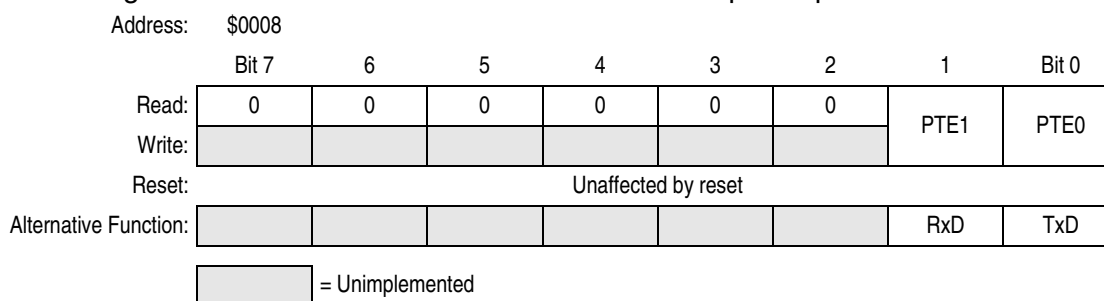 Address: $0008
Bit 7 6 5 4 3 2 1 Bit 0
Read: 0 0 0 0 0 0 PTE1 PTE0
Write:
Reset: Unaffected by reset
Alternative Function: RxD TxD
= Unimplemented